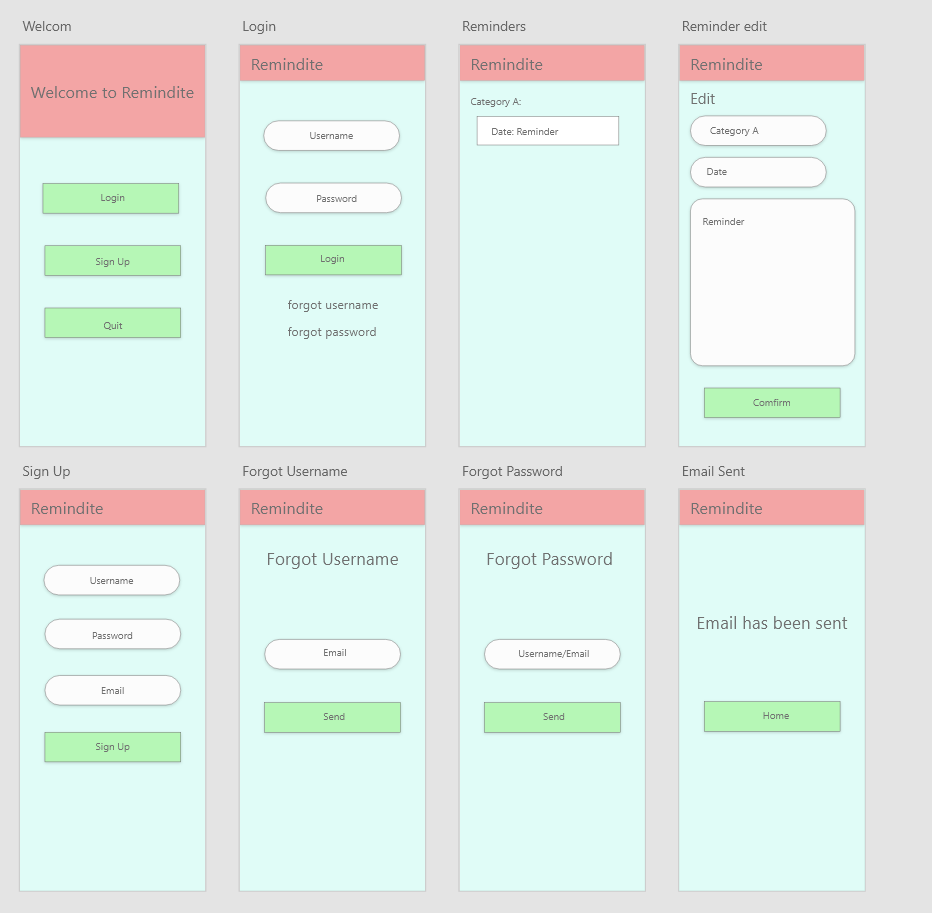 Welcom
Welcome to Remindite
Login
Sign Up
Quit
Login
Remindite
Username
Password
Login
forgot username
forgot password
Reminders
Remindite
Category A:
Date: Reminder
Reminder edit
Remindite
Edit
Category A
Date
Reminder
Comfirm
Sign Up
Remindite
Username
Password
Email
Sign Up
Forgot Username
Remindite
Forgot Username
Email
Send
Forgot Password
Remindite
Forgot Password
Username/Email
Send
Email Sent
Remindite
Email has been sent
Home